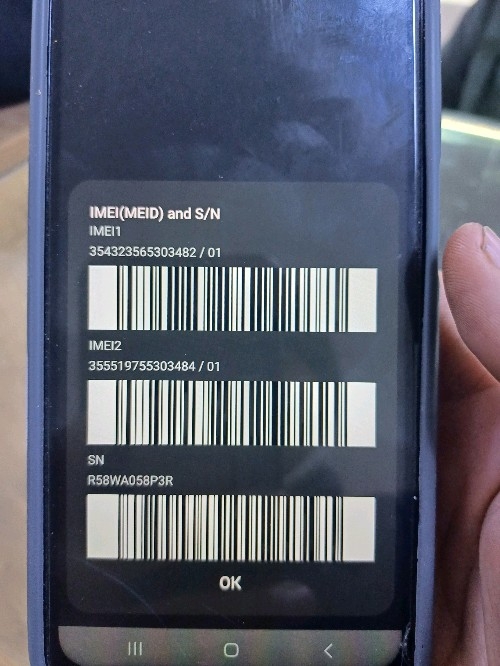 IMEI(MEID) and S/N
IMEI1
354323565303482 / 01
IMEI2
355519755303484 / 01
SN
R58WA058P3R
OK